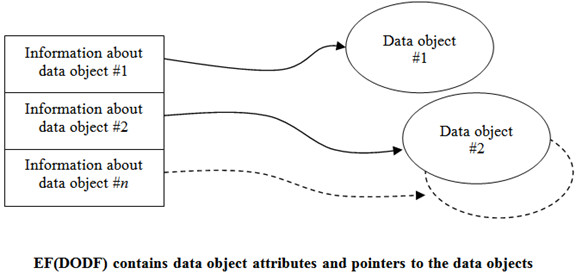 Information about
data object #1
Information about
data object #2
Information about
data object #n
Data object
#1
Data object
#2
EF(DODF) contains data object attributes and pointers to the data objects